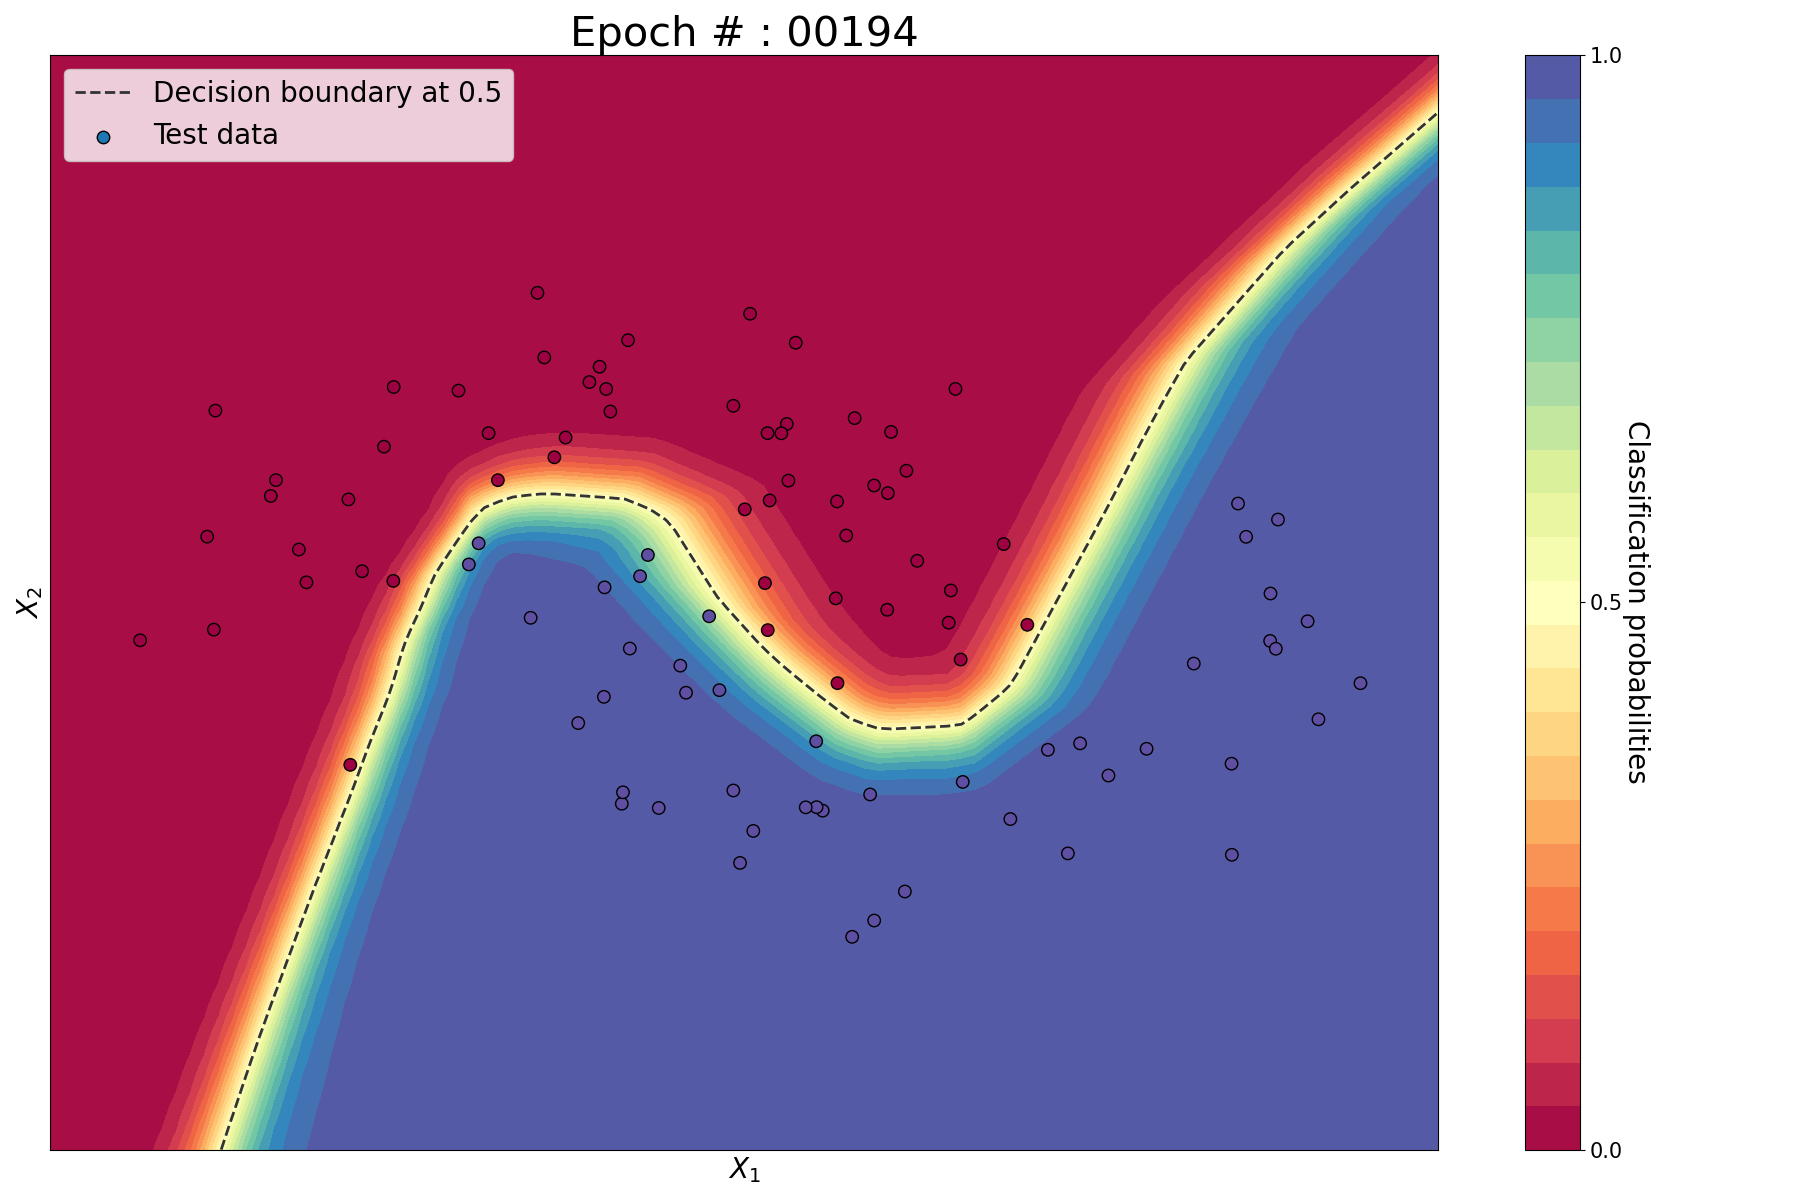 Epoch # : 00194
Decision boundary at 0.5
Test data
X₂
X₁
1.0
0.5
0.0
Classification probabilities